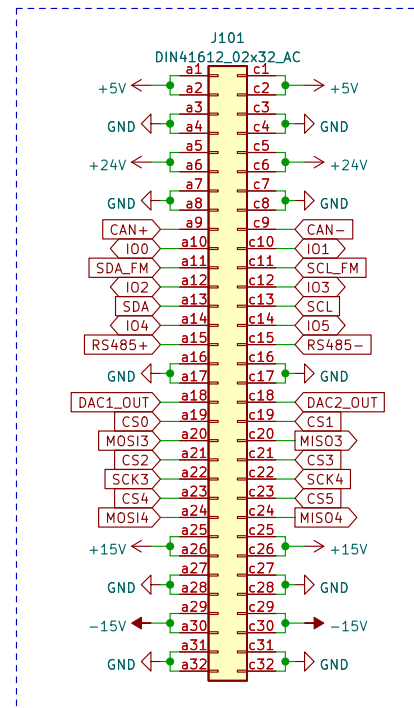 J101
DIN41612_02x32_AC
a1 c1
+5V +5V
a2 c2
a3 c3
GND GND
a4 c4
a5 c5
+24V +24V
a6 c6
a7 c7
GND GND
a8 c8
CAN+ a9 c9 CAN-
IO0 a10 c10 IO1
SDA_FM a11 c11 SCL_FM
IO2 a12 c12 IO3
SDA a13 c13 SCL
IO4 a14 c14 IO5
RS485+ a15 c15 RS485-
a16 c16
GND GND
a17 c17
DAC1_OUT a18 c18 DAC2_OUT
CS0 a19 c19 CS1
MOSI3 a20 c20 MISO3
CS2 a21 c21 CS3
SCK3 a22 c22 SCK4
CS4 a23 c23 CS5
MOSI4 a24 c24 MISO4
a25 c25
+15V +15V
a26 c26
a27 c27
GND GND
a28 c28
a29 c29
-15V -15V
a30 c30
a31 c31
GND GND
a32 c32